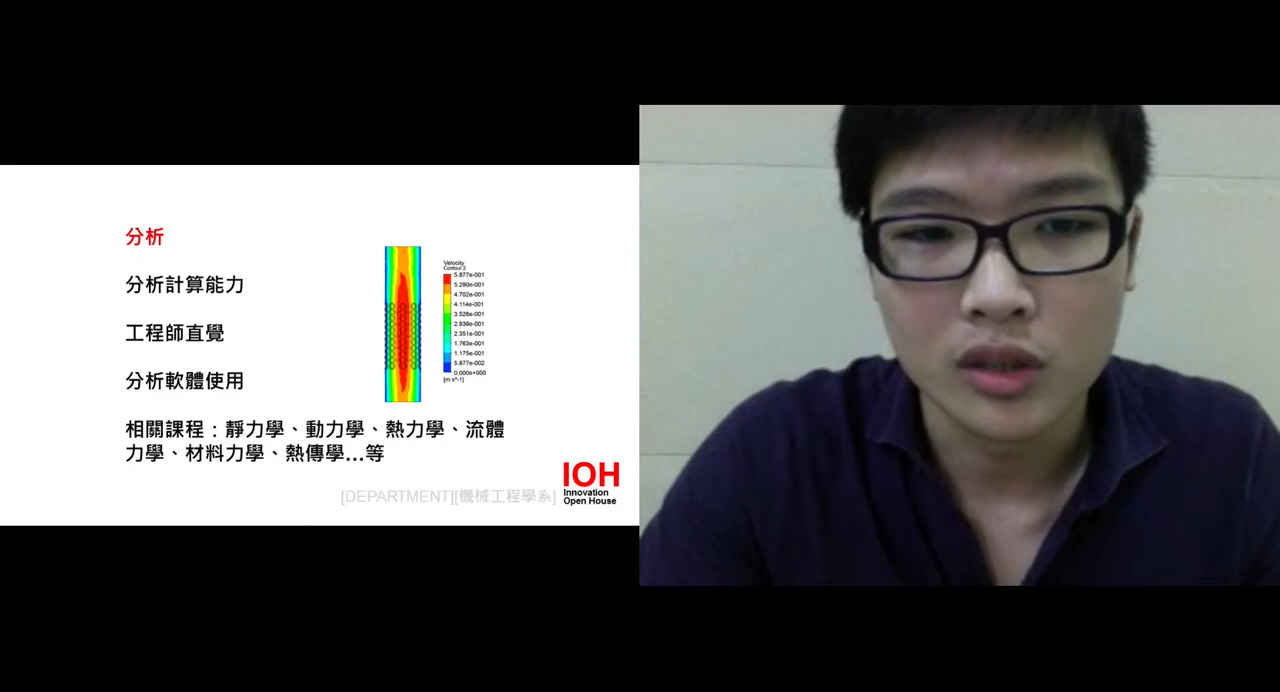 分析
分析計算能力
工程師直覺
分析軟體使用
相關課程：靜力學、動力學、熱力學、流體
力學、材料力學、熱傳學...等
Velocity
Contour 2
5.877e-001
5.290e-001
4.702e-001
4.114e-001
3.526e-001
2.939e-001
2.351e-001
1.763e-001
1.175e-001
5.877e-002
0.000e+000
[m s^-1]
[DEPARTMENT][機械工程學系]
IOH
Innovation
Open House